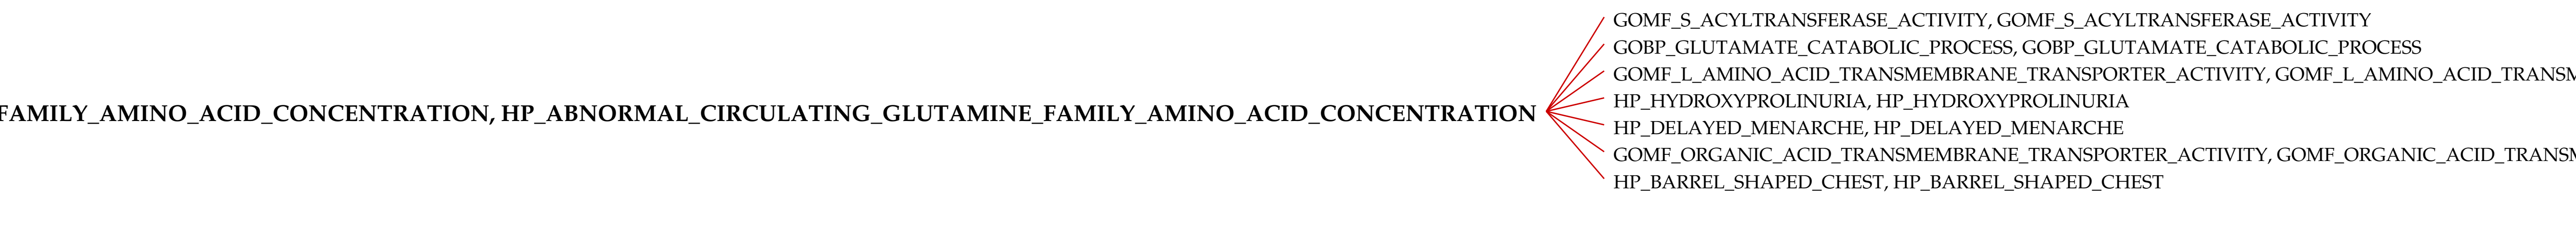 GOMF_S_ACYLTRANSFERASE_ACTIVITY, GOMF_S_ACYLTRANSFERASE_ACTIVITY
GOBP_GLUTAMATE_CATABOLIC_PROCESS, GOBP_GLUTAMATE_CATABOLIC_PROCESS
GOMF_L_AMINO_ACID_TRANSMEMBRANE_TRANSPORTER_ACTIVITY, GOMF_L_AMINO_ACID_TRANSM
HP_HYDROXYPROLINURIA, HP_HYDROXYPROLINURIA
FAMILY_AMINO_ACID_CONCENTRATION, HP_ABNORMAL_CIRCULATING_GLUTAMINE_FAMILY_AMINO_ACID_CONCENTRATION
HP_DELAYED_MENARCHE, HP_DELAYED_MENARCHE
GOMF_ORGANIC_ACID_TRANSMEMBRANE_TRANSPORTER_ACTIVITY, GOMF_ORGANIC_ACID_TRANSM
HP_BARREL_SHAPED_CHEST, HP_BARREL_SHAPED_CHEST